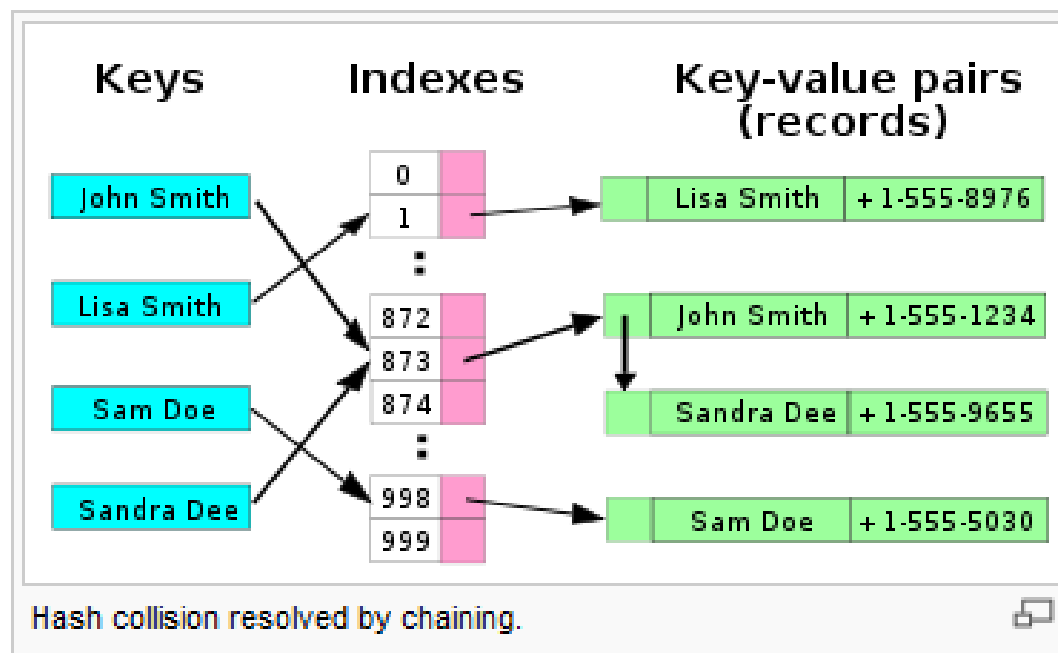 Keys
Indexes
Key-value pairs
(records)
John Smith
Lisa Smith
Sam Doe
Sandra Dee
0
1
:
872
873
874
:
998
999
Lisa Smith +1-555-8976
John Smith +1-555-1234
Sandra Dee +1-555-9655
Sam Doe +1-555-5030
Hash collision resolved by chaining.